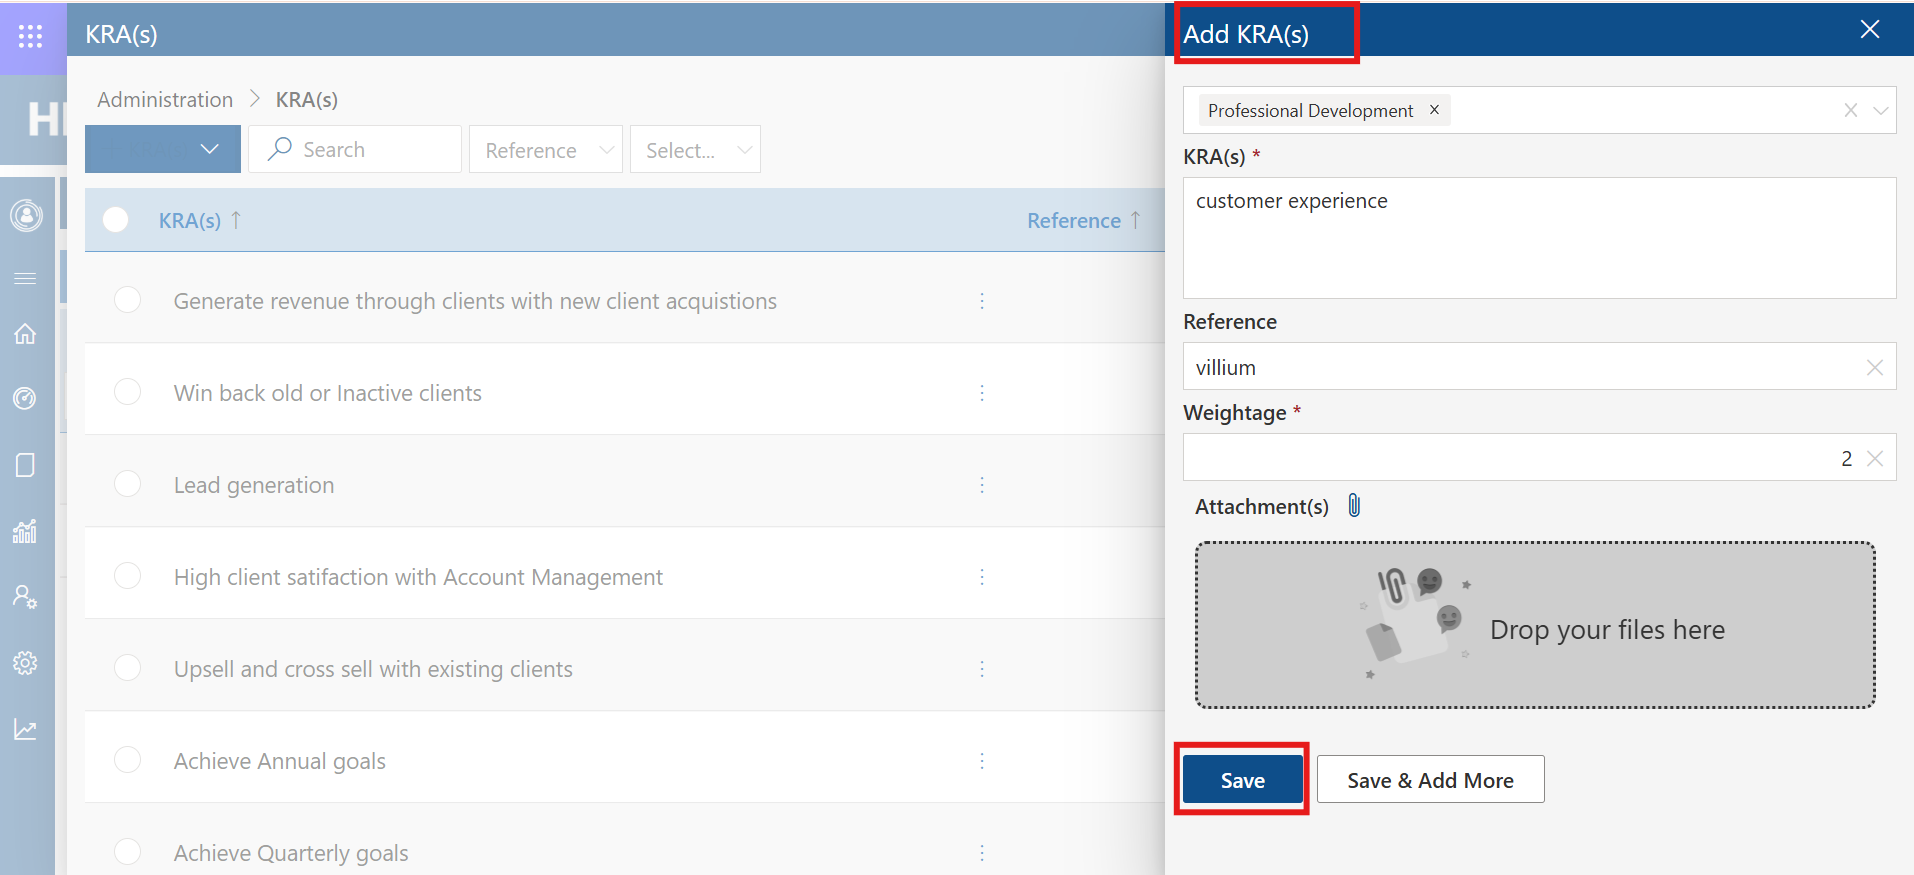 KRA(s)
Add KRA(s)
Administration > KRA(s)
Search
Reference
Select...
KRA(s) ↑
Reference ↑
Generate revenue through clients with new client acquistions
Win back old or Inactive clients
Lead generation
High client satifaction with Account Management
Upsell and cross sell with existing clients
Achieve Annual goals
Achieve Quarterly goals
Professional Development
KRA(s) *
customer experience
Reference
villium
Weightage *
2
Attachment(s)
Drop your files here
Save
Save & Add More